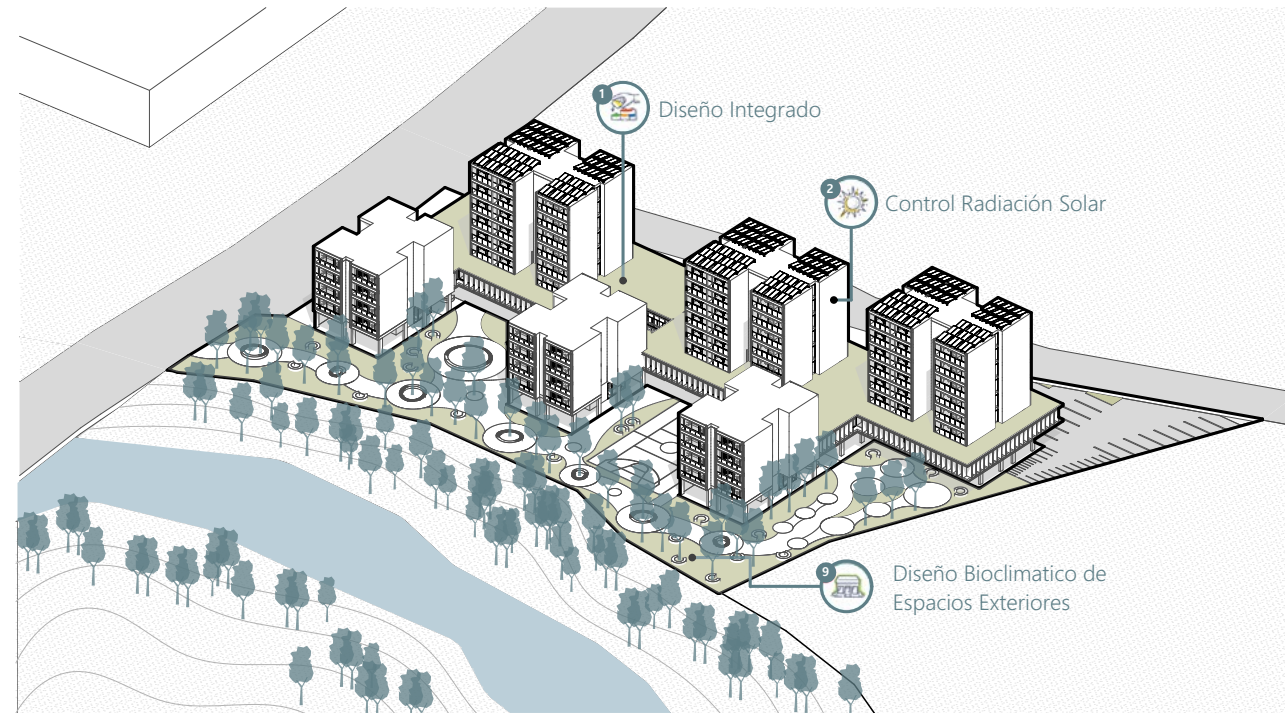 1
Diseño Integrado
2
Control Radiación Solar
9
Diseño Bioclimatico de
Espacios Exteriores